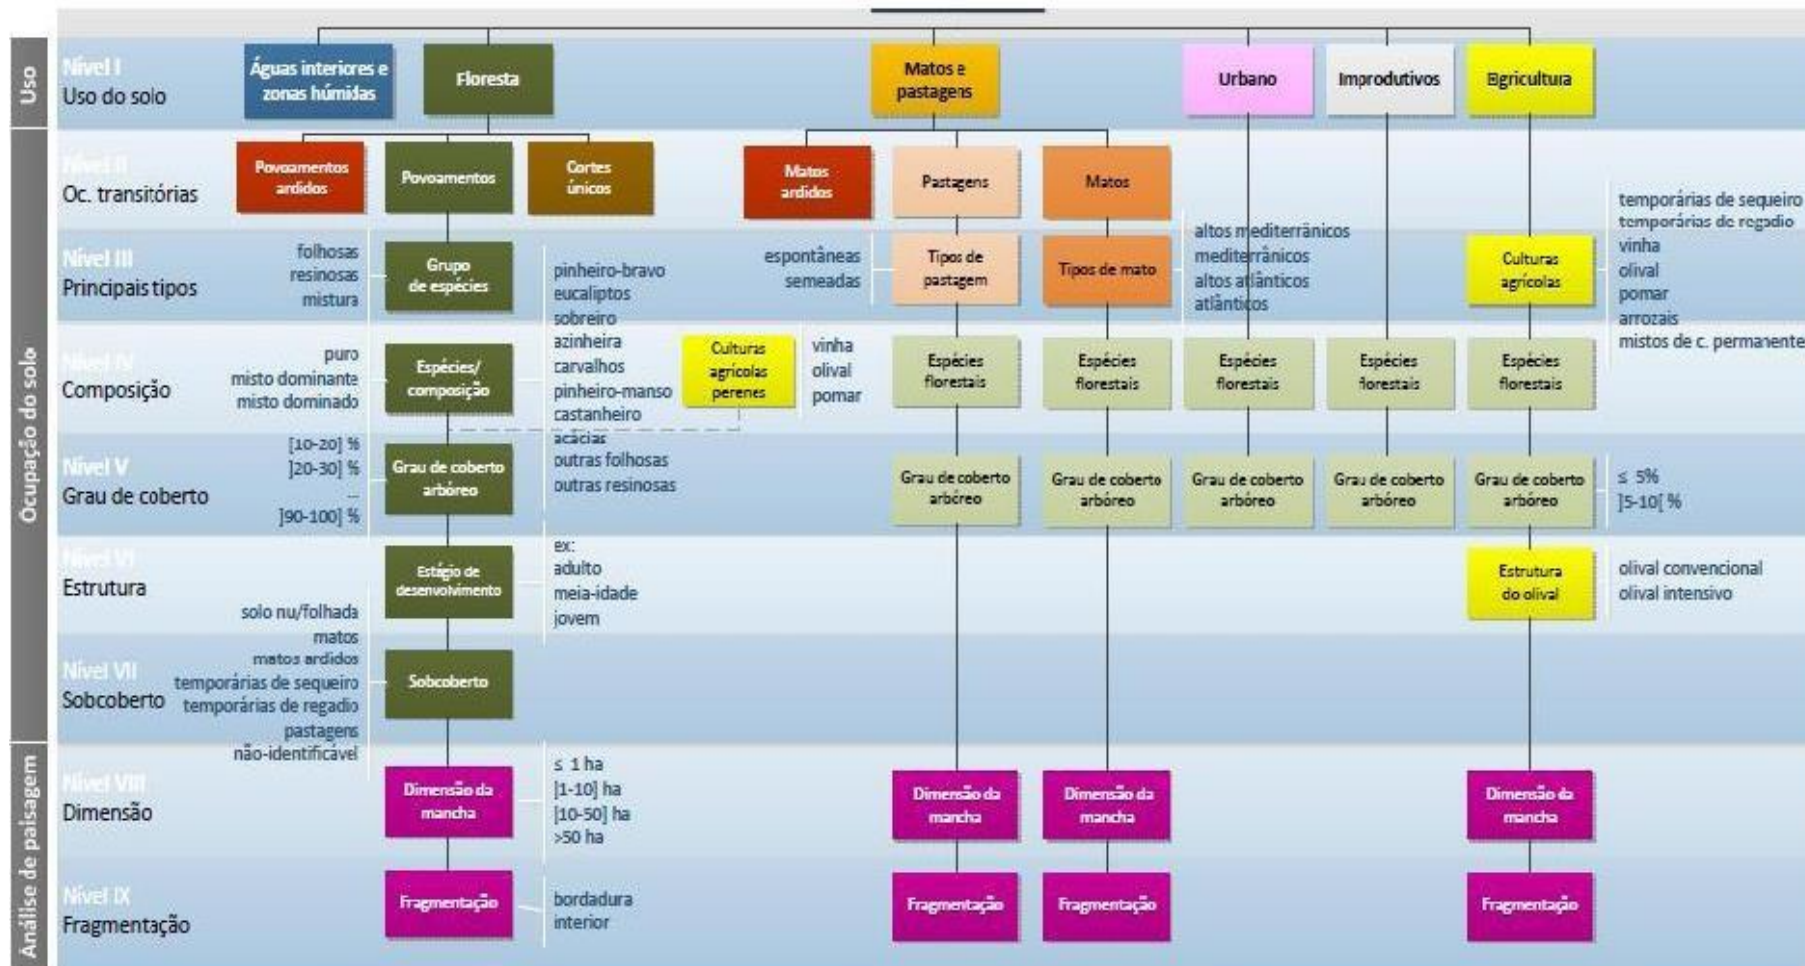 Uso
Nível I
Uso do solo
Águas interiores e
zonas húmidas
Floresta
Matos e
pastagens
Urbano
Improdutivos
Egricultura
Ocupação do solo
Nível II
Oc. transitórias
Povoamentos
ardidos
Povoamentos
Cortes
únicos
Matos
ardidos
Pastagens
Matos
Nível III
Principais tipos
folhosas
resinosas
mistura
Grupo
de espécies
pinheiro-bravo
eucaliptos
sobreiro
azinheira
carvalhos
pinheiro-manso
castanheiro
acácias
outras folhosas
outras resinosas
espontâneas
semeadas
Tipos de
pastagem
Tipos de mato
altos mediterrânicos
mediterrânicos
altos atlânticos
atlânticos
Culturas
agrícolas
temporárias de sequeiro
temporárias de regadio
vinha
olival
pomar
arrozais
mistos de c. permanente
Nível IV
Composição
puro
misto dominante
misto dominado
Espécies/
composição
Culturas
agrícolas
perenes
vinha
olival
pomar
Espécies
florestais
Espécies
florestais
Espécies
florestais
Espécies
florestais
Espécies
florestais
Nível V
Grau de coberto
[10-20] %
]20-30] %
...
]90-100] %
Grau de coberto
arbóreo
Grau de coberto
arbóreo
Grau de coberto
arbóreo
Grau de coberto
arbóreo
Grau de coberto
arbóreo
Grau de coberto
arbóreo
≤ 5%
]5-10[ %
Nível VI
Estrutura
Estágio de
desenvolvimento
ex:
adulto
meia-idade
jovem
Estrutura
do olival
olival convencional
olival intensivo
Nível VII
Sobcoberto
solo nu/folhada
matos
matos ardidos
temporárias de sequeiro
temporárias de regadio
pastagens
não-identificável
Sobcoberto
Análise de paisagem
Nível VIII
Dimensão
Dimensão da
mancha
≤ 1 ha
]1-10] ha
]10-50] ha
>50 ha
Dimensão da
mancha
Dimensão da
mancha
Dimensão da
mancha
Nível IX
Fragmentação
Fragmentação
bordadura
interior
Fragmentação
Fragmentação
Fragmentação